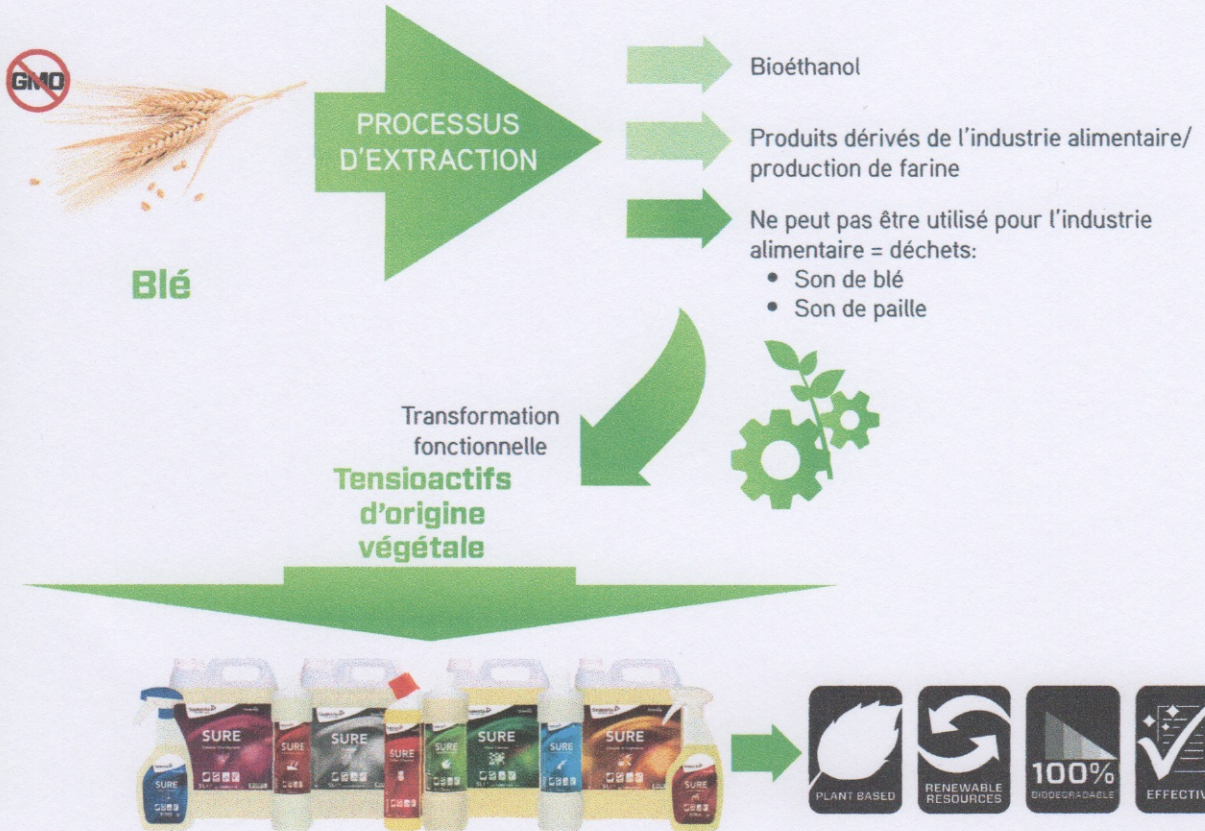 GMO
PROCESSUS
D'EXTRACTION
Blé
Bioéthanol
Produits dérivés de l'industrie alimentaire/
production de farine
Ne peut pas être utilisé pour l'industrie
alimentaire = déchets:
• Son de blé
• Son de paille
Transformation
fonctionnelle
Tensioactifs
d'origine
végétale
SURE
SURE
SURE
SURE
SURE
SURE
SURE
SURE
SURE
SURE
PLANT BASED
RENEWABLE
RESOURCES
100%
BIODEGRADABLE
EFFECTIV